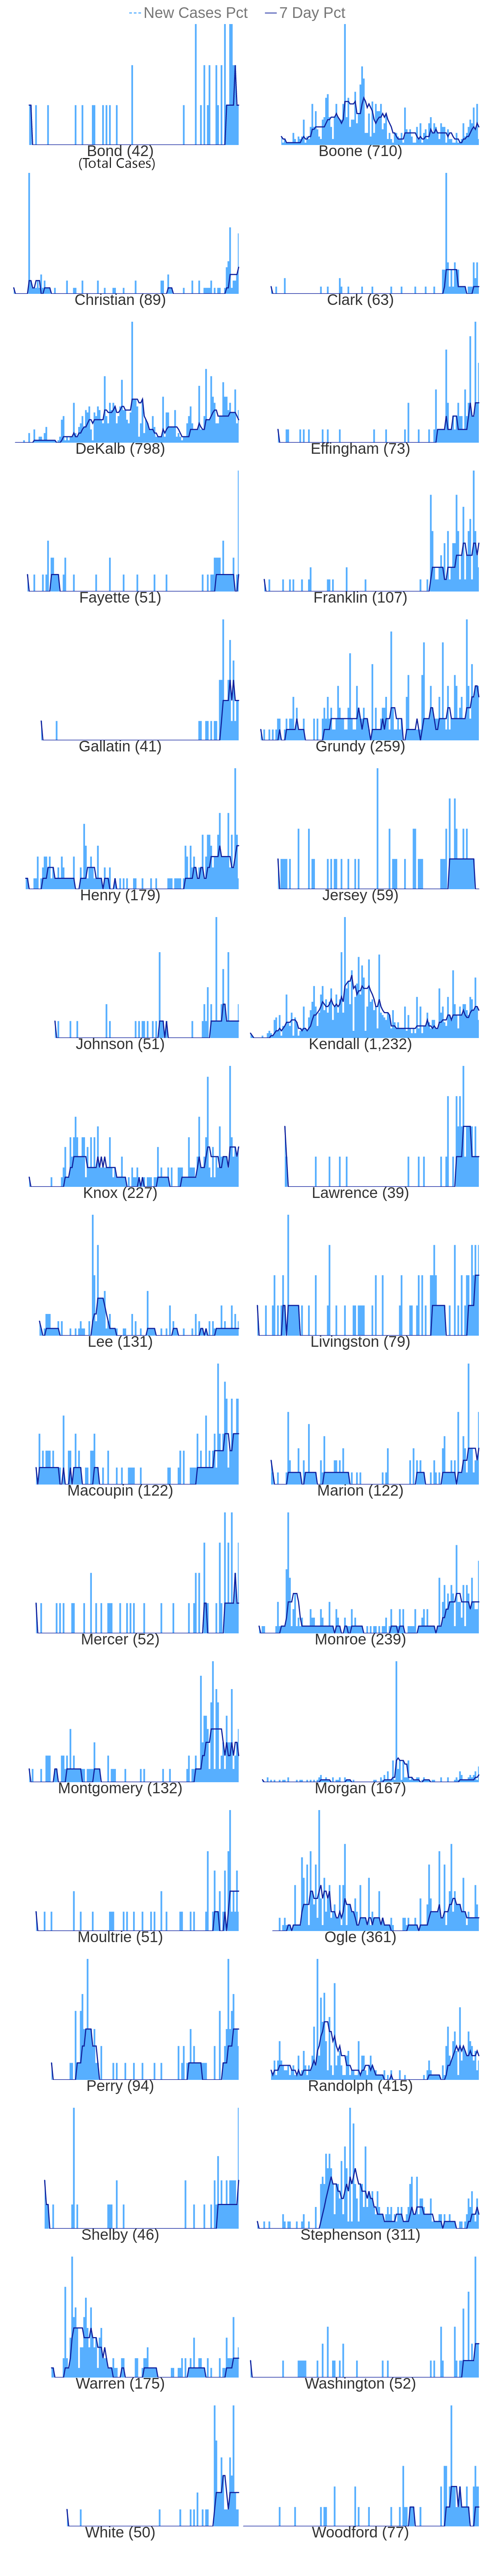 New Cases Pct 7 Day Pct
Bond (42) Boone (710)
(Total Cases)
Christian (89) Clark (63)
DeKalb (798) Effingham (73)
Fayette (51) Franklin (107)
Gallatin (41) Grundy (259)
Henry (179) Jersey (59)
Johnson (51) Kendall (1,232)
Knox (227) Lawrence (39)
Lee (131) Livingston (79)
Macoupin (122) Marion (122)
Mercer (52) Monroe (239)
Montgomery (132) Morgan (167)
Moultrie (51) Ogle (361)
Perry (94) Randolph (415)
Shelby (46) Stephenson (311)
Warren (175) Washington (52)
White (50) Woodford (77)